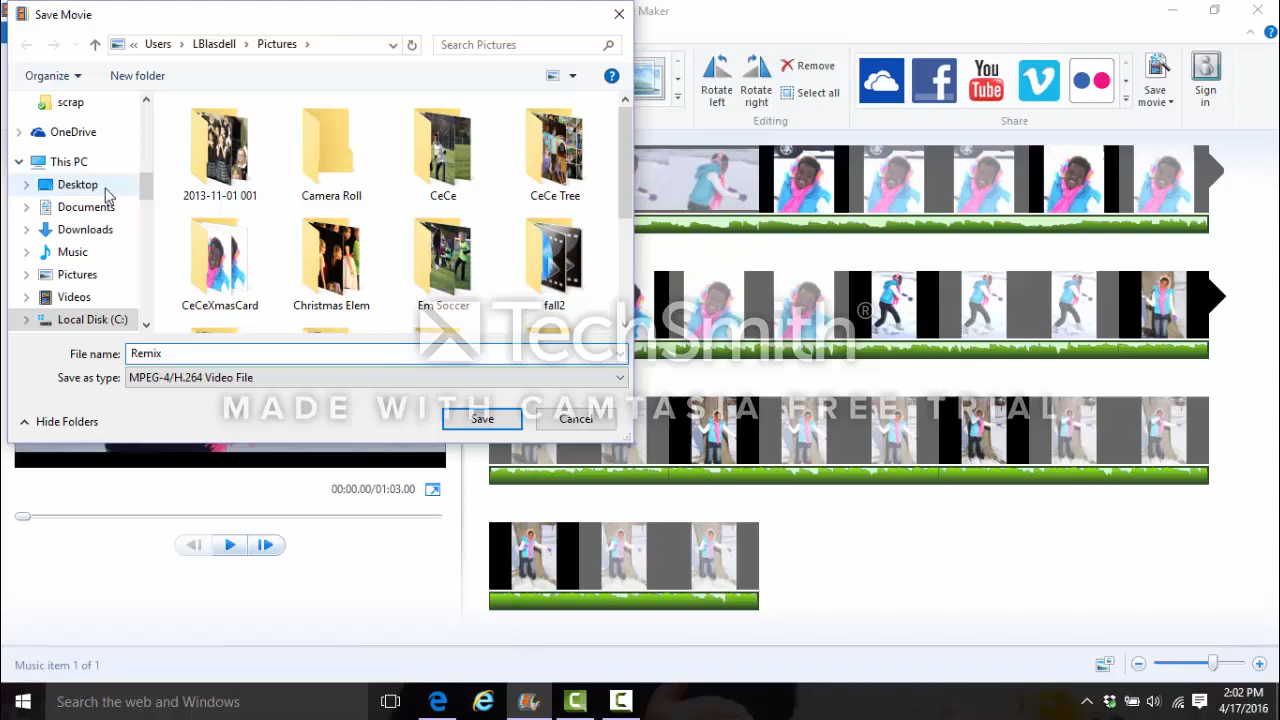 Save Movie
e Maker
« Users › LBlasdell › Pictures ›
Search Pictures
Organize
New folder
scrap
OneDrive
This PC
Desktop
Documents
Downloads
Music
Pictures
Videos
Local Disk (C:)
2013-11-01 001
Camera Roll
CeCe
CeCe Tree
CeCeXmasCard
Christmas Elem
Em Soccer
fall2
File name:
Remix
Save as type:
MPEG-4/H.264 Video File
Hide Folders
Save
Cancel
Rotate left
Rotate right
Remove
Select all
Editing
You
Tube
Save movie
Share
Sign in
TechSmith®
MADE WITH CAMTASIA FREE TRIAL
00:00.00/01:03.00
Music item 1 of 1
Search the web and Windows
2:02 PM
4/17/2016